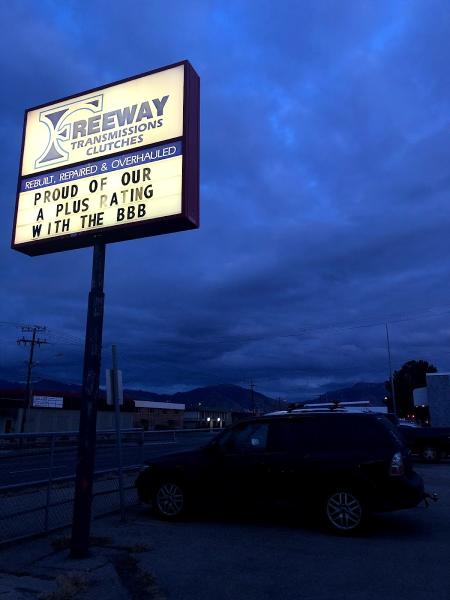 FREEWAY
TRANSMISSIONS
CLUTCHES
REBUILT, REPAIRED & OVERHAULED
PROUD OF OUR
A PLUS RATING
WITH THE BBB